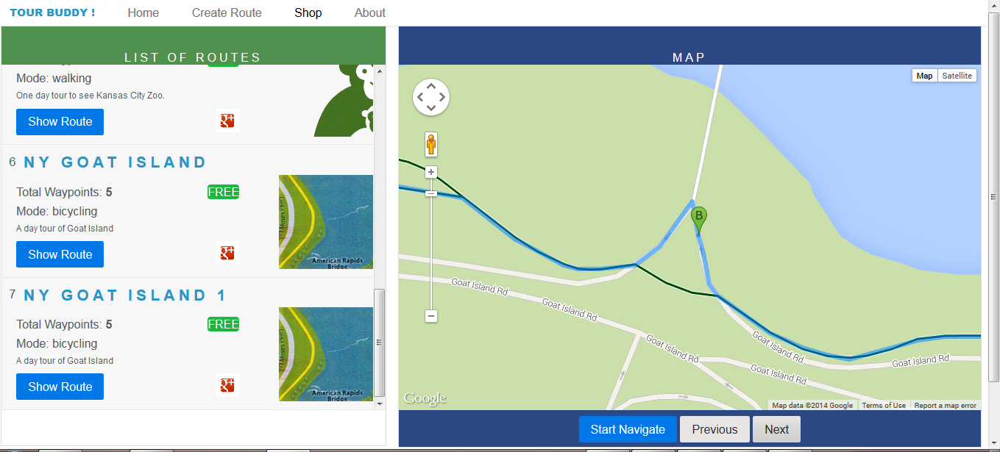 TOUR BUDDY !
Home
Create Route
Shop
About
LIST OF ROUTES
Mode: walking
One day tour to see Kansas City Zoo.
Show Route
g+
6 NY GOAT ISLAND
Total Waypoints: 5
FREE
Mode: bicycling
A day tour of Goat Island
Show Route
g+
Moses Pkwy
American Rapids
Bridge
7 NY GOAT ISLAND 1
Total Waypoints: 5
FREE
Mode: bicycling
A day tour of Goat Island
Show Route
g+
Moses Pkwy
American Rapids
Bridge
MAP
Map
Satellite
B
Goat Island Rd
Goat Island Rd
Goat Island Rd
Goat Island Rd
Goat Island Rd
Goat Island Rd
Google
Map data ©2014 Google
Terms of Use
Report a map error
Start Navigate
Previous
Next